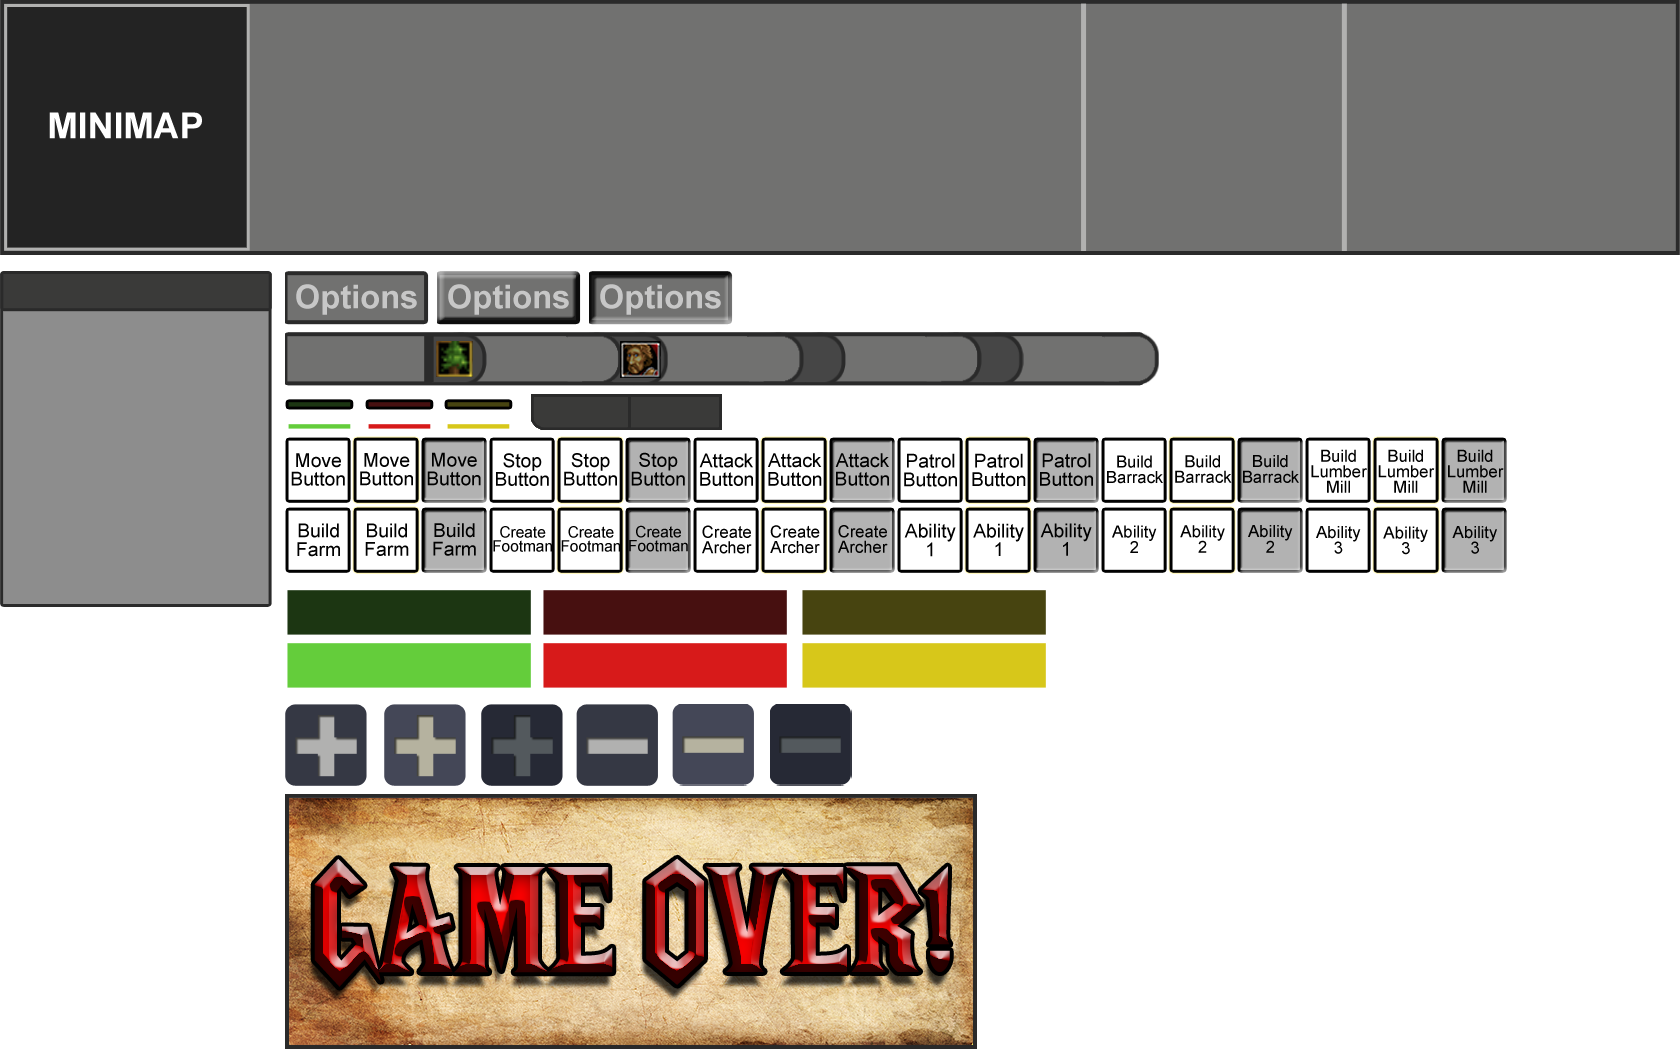 MINIMAP
Options Options Options
Move Button Move Button Move Button Stop Button Stop Button Stop Button Attack Button Attack Button Attack Button Patrol Button Patrol Button Patrol Button Build Barrack Build Barrack Build Barrack Build Lumber Mill Build Lumber Mill Build Lumber Mill
Build Farm Build Farm Build Farm Create Footman Create Footman Create Footman Create Archer Create Archer Create Archer Ability 1 Ability 1 Ability 1 Ability 2 Ability 2 Ability 2 Ability 3 Ability 3 Ability 3
GAME OVER!